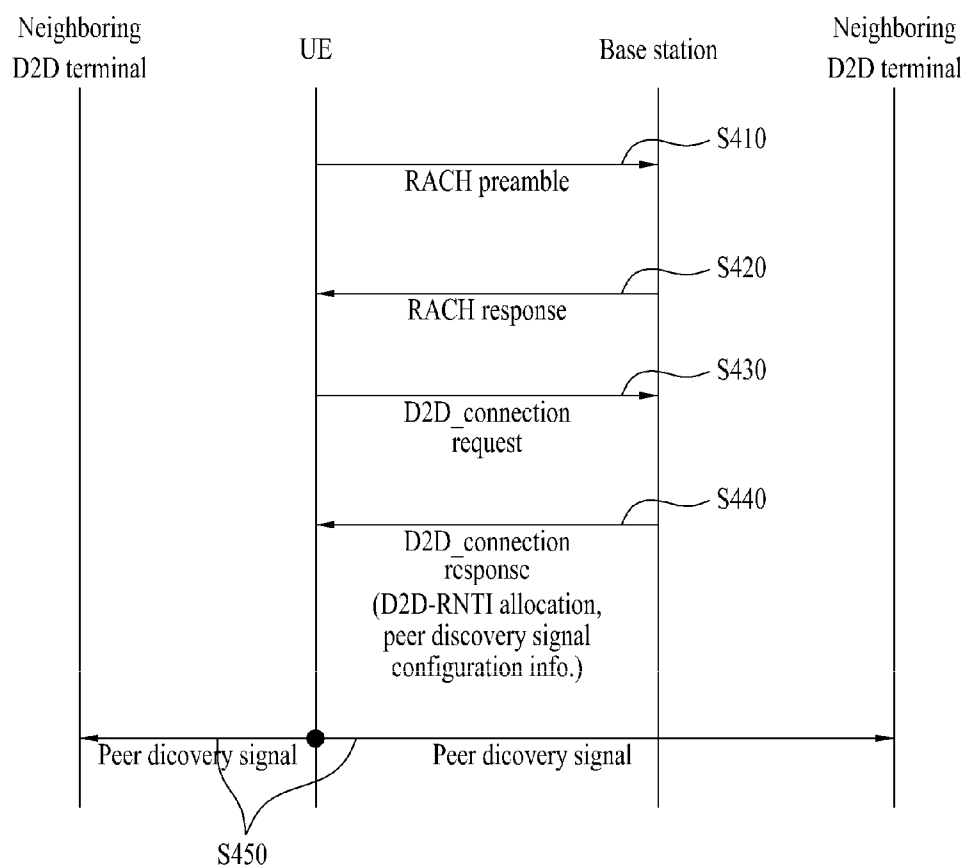 Neighboring
D2D terminal
UE
Base station
Neighboring
D2D terminal
S410
RACH preamble
S420
RACH response
S430
D2D_connection
request
S440
D2D_connection
response
(D2D-RNTI allocation,
peer discovery signal
configuration info.)
Peer dicovery signal
Peer dicovery signal
S450